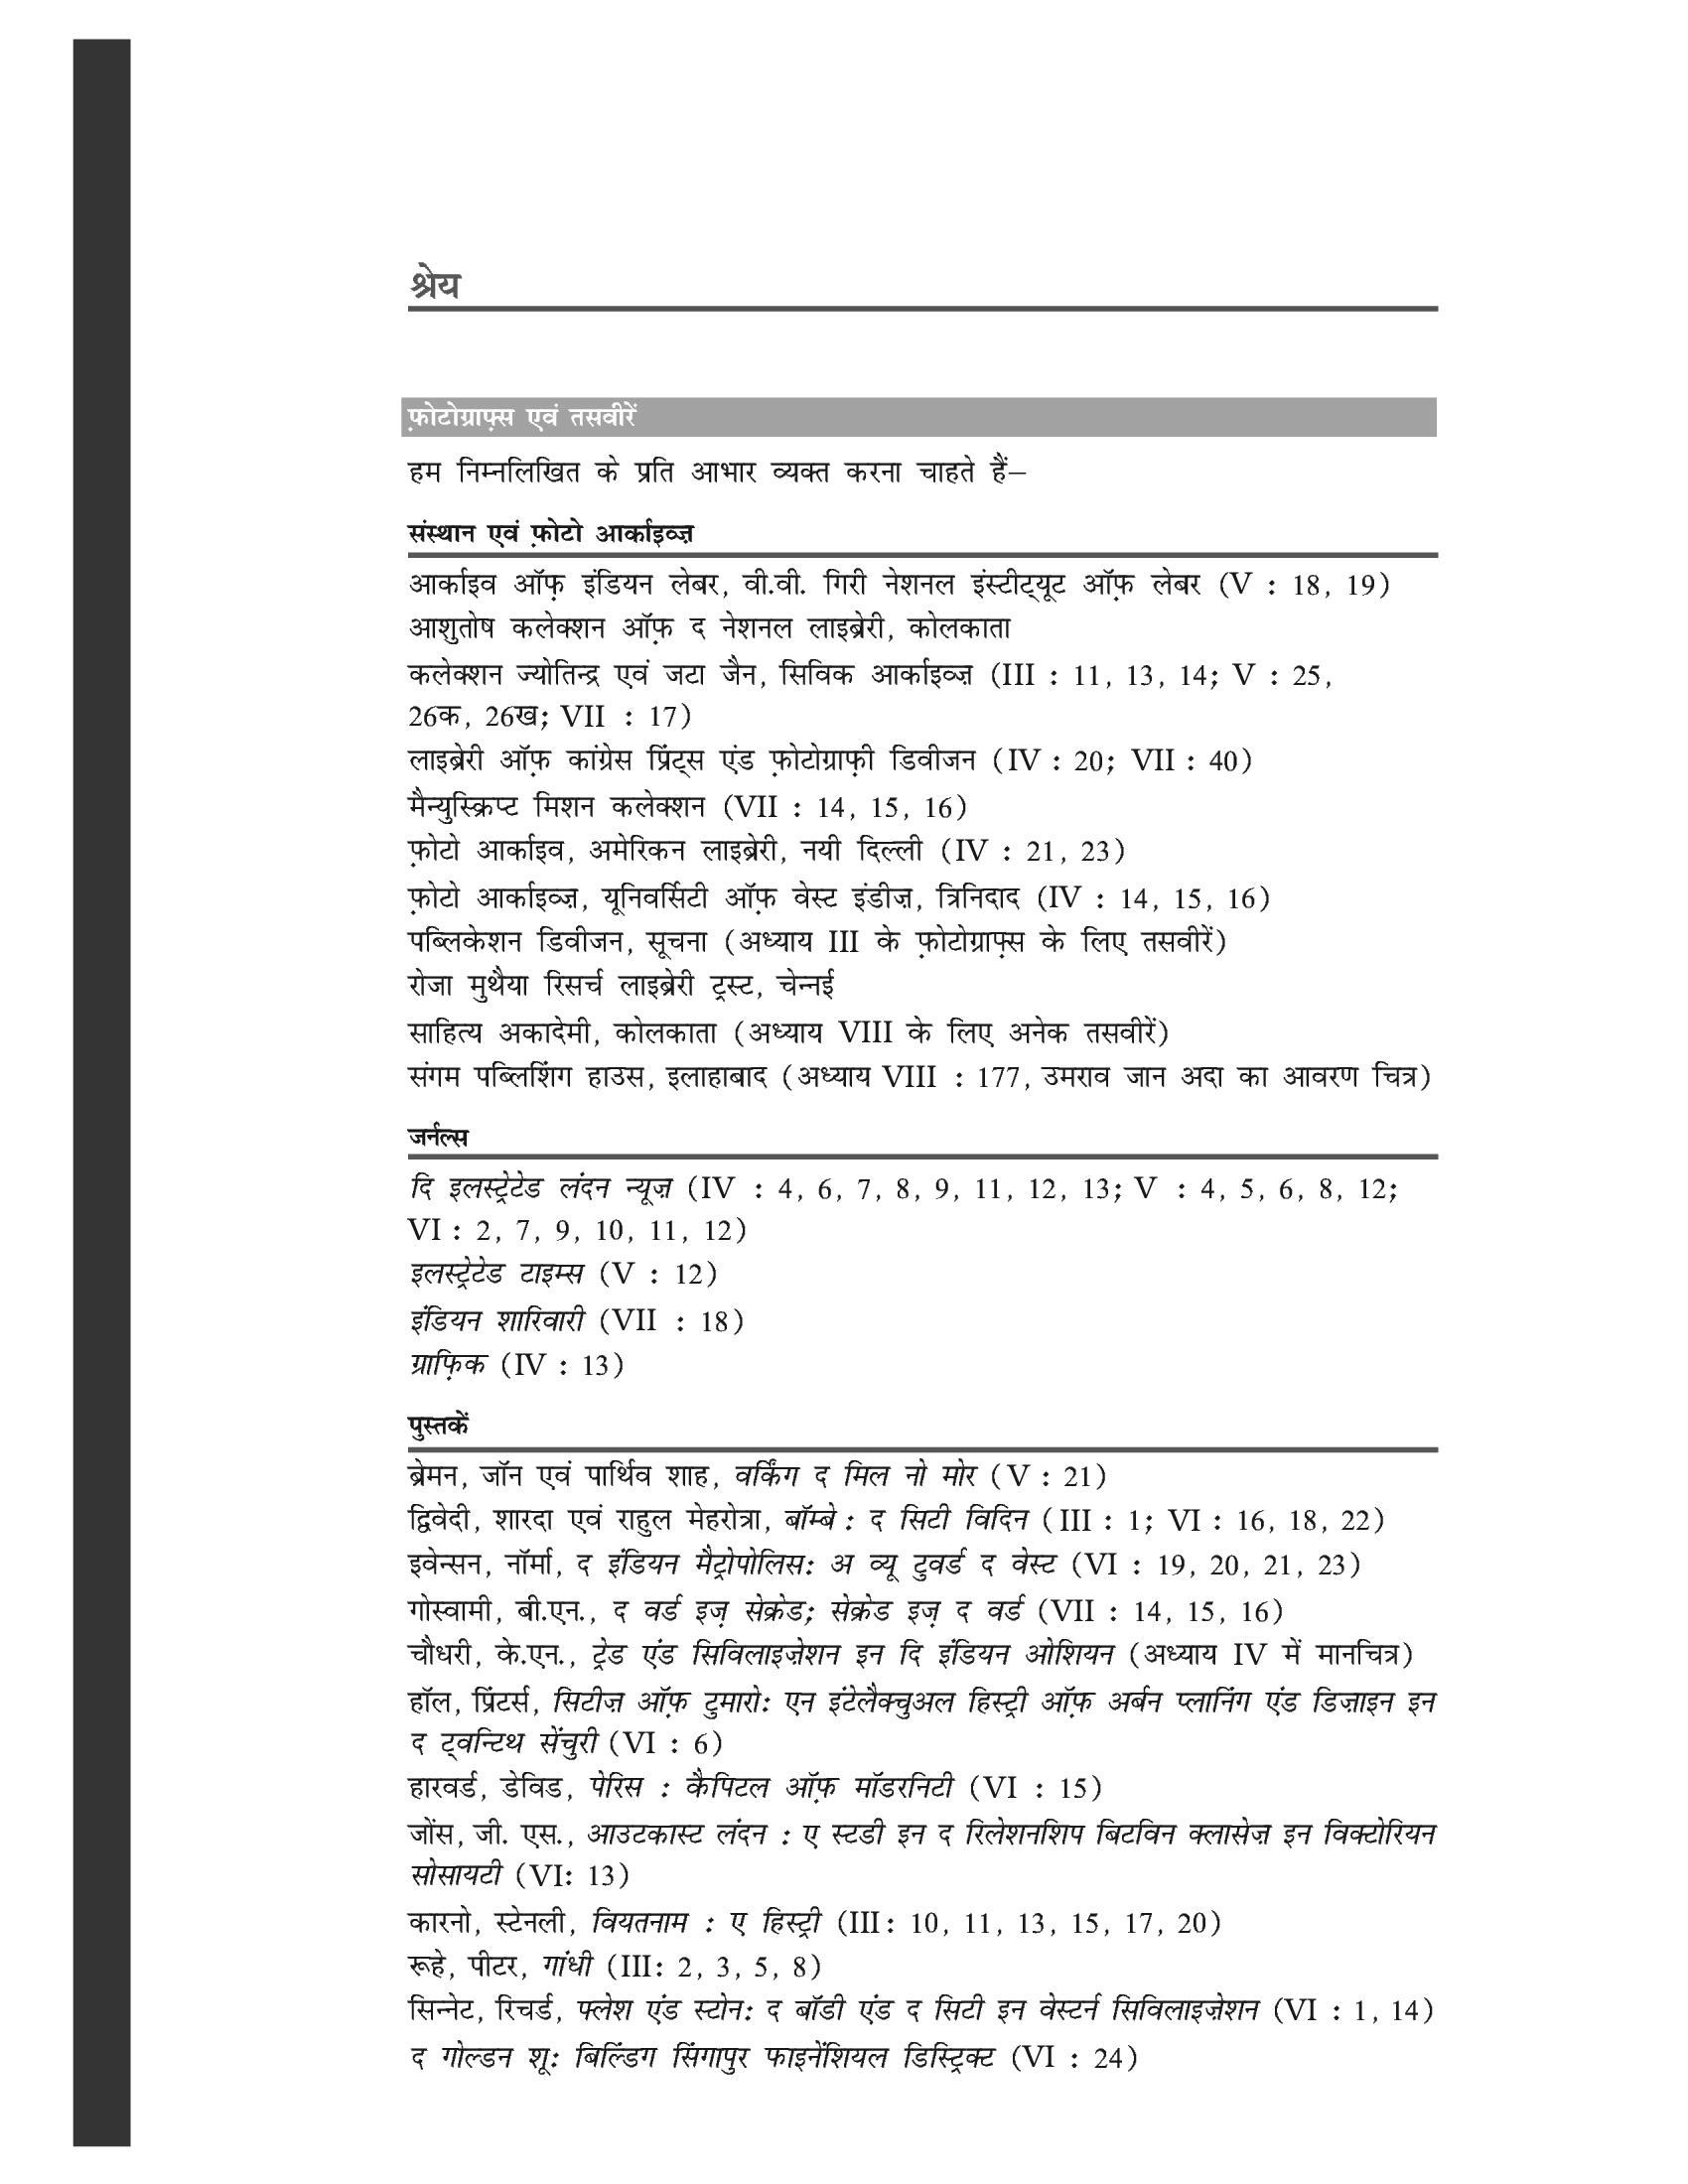 श्रेय
फ़ोटोग्राफ़्स एवं तसवीरें
हम निम्नलिखित के प्रति आभार व्यक्त करना चाहते हैं–
संस्थान एवं फ़ोटो आर्काइव्ज़
आर्काइव ऑफ़ इंडियन लेबर, वी.वी. गिरी नेशनल इंस्टीट्यूट ऑफ़ लेबर (V : 18, 19)
आशुतोष कलेक्शन ऑफ़ द नेशनल लाइब्रेरी, कोलकाता
कलेक्शन ज्योतिन्द्र एवं जटा जैन, सिविक आर्काइव्ज़ (III : 11, 13, 14; V : 25,
26क, 26ख; VII : 17)
लाइब्रेरी ऑफ़ कांग्रेस प्रिंट्स एंड फ़ोटोग्राफ़ी डिवीजन (IV : 20; VII : 40)
मैन्युस्क्रिप्ट मिशन कलेक्शन (VII : 14, 15, 16)
फ़ोटो आर्काइव, अमेरिकन लाइब्रेरी, नयी दिल्ली (IV : 21, 23)
फ़ोटो आर्काइव्ज़, यूनिवर्सिटी ऑफ़ वेस्ट इंडीज़, त्रिनिदाद (IV : 14, 15, 16)
पब्लिकेशन डिवीजन, सूचना (अध्याय III के फ़ोटोग्राफ़्स के लिए तसवीरें)
रोजा मुथैया रिसर्च लाइब्रेरी ट्रस्ट, चेन्नई
साहित्य अकादेमी, कोलकाता (अध्याय VIII के लिए अनेक तसवीरें)
संगम पब्लिशिंग हाउस, इलाहाबाद (अध्याय VIII : 177, उमराव जान अदा का आवरण चित्र)
जर्नल्स
दि इलस्ट्रेटेड लंदन न्यूज़ (IV : 4, 6, 7, 8, 9, 11, 12, 13; V : 4, 5, 6, 8, 12;
VI : 2, 7, 9, 10, 11, 12)
इलस्ट्रेटेड टाइम्स (V : 12)
इंडियन शारिवारी (VII : 18)
ग्राफ़िक (IV : 13)
पुस्तकें
ब्रेमन, जॉन एवं पार्थिव शाह, वर्किंग द मिल नो मोर (V : 21)
द्विवेदी, शारदा एवं राहुल मेहरोत्रा, बॉम्बे : द सिटी विदिन (III : 1; VI : 16, 18, 22)
इवेन्सन, नॉर्मा, द इंडियन मैट्रोपोलिस: अ व्यू टुवर्ड द वेस्ट (VI : 19, 20, 21, 23)
गोस्वामी, बी.एन., द वर्ड इज़ सेक्रेड; सेक्रेड इज़ द वर्ड (VII : 14, 15, 16)
चौधरी, के.एन., ट्रेड एंड सिविलाइज़ेशन इन दि इंडियन ओशियन (अध्याय IV में मानचित्र)
हॉल, प्रिंटर्स, सिटीज़ ऑफ़ टुमारो: एन इंटेलैक्चुअल हिस्ट्री ऑफ़ अर्बन प्लानिंग एंड डिज़ाइन इन
द ट्वन्टिथ सेंचुरी (VI : 6)
हारवर्ड, डेविड, पेरिस : कैपिटल ऑफ़ मॉडरनिटी (VI : 15)
जोंस, जी. एस., आउटकास्ट लंदन : ए स्टडी इन द रिलेशनशिप बिटविन क्लासेज़ इन विक्टोरियन
सोसायटी (VI: 13)
कारनो, स्टेनली, वियतनाम : ए हिस्ट्री (III : 10, 11, 13, 15, 17, 20)
रूहे, पीटर, गांधी (III: 2, 3, 5, 8)
सिन्नेट, रिचर्ड, फ्लेश एंड स्टोन: द बॉडी एंड द सिटी इन वेस्टर्न सिविलाइज़ेशन (VI : 1, 14)
द गोल्डन शू: बिल्डिंग सिंगापुर फाइनेंशियल डिस्ट्रिक्ट (VI : 24)